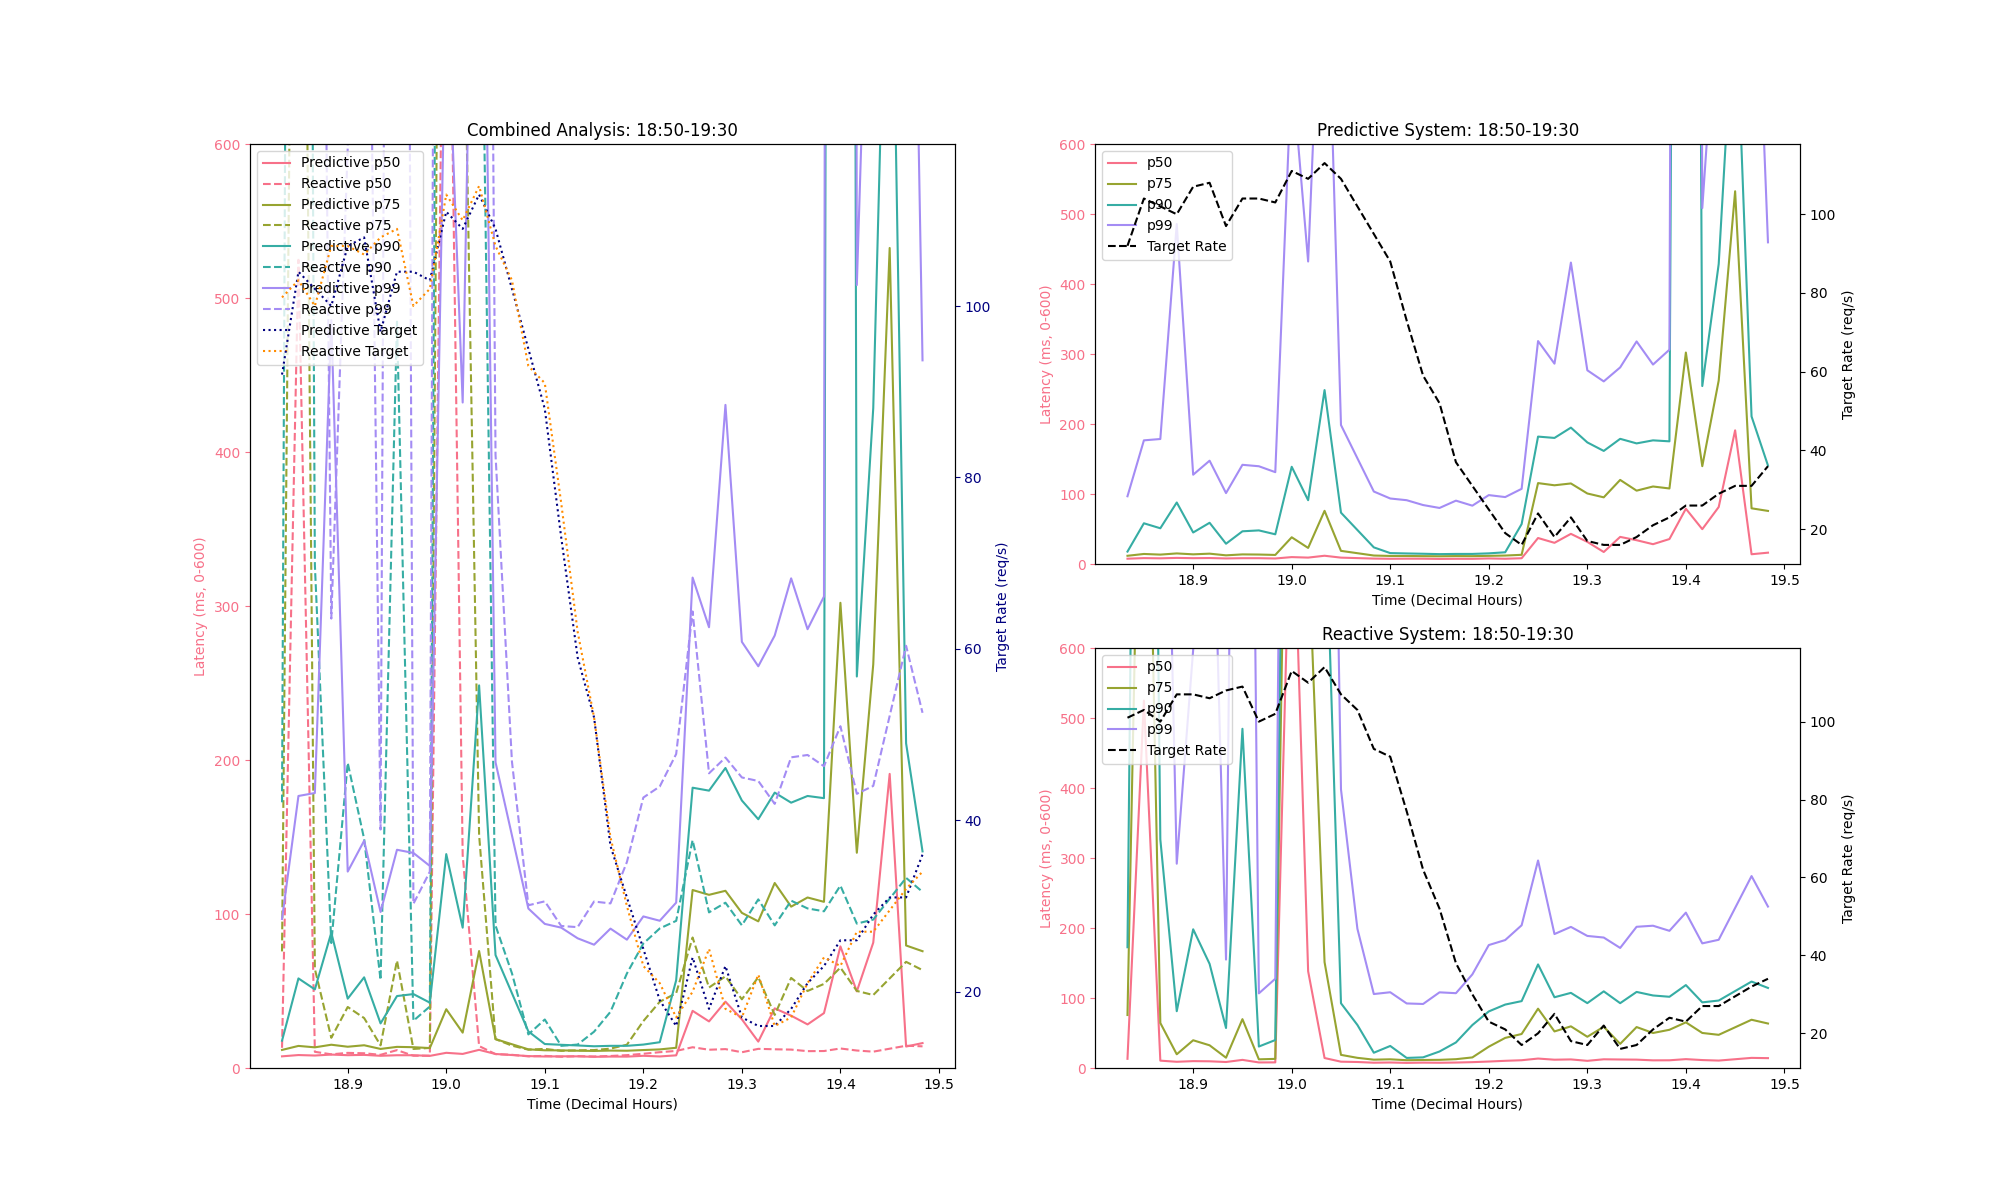 Combined Analysis: 18:50-19:30
600
500
400
300
200
100
0
Latency (ms, 0-600)
Predictive p50
Reactive p50
Predictive p75
Reactive p75
Predictive p90
Reactive p90
Predictive p99
Reactive p99
Predictive Target
Reactive Target
100
80
60
40
20
Target Rate (req/s)
18.9 19.0 19.1 19.2 19.3 19.4 19.5
Time (Decimal Hours)
Predictive System: 18:50-19:30
600
500
400
300
200
100
0
Latency (ms, 0-600)
p50
p75
p90
p99
Target Rate
100
80
60
40
20
Target Rate (req/s)
18.9 19.0 19.1 19.2 19.3 19.4 19.5
Time (Decimal Hours)
Reactive System: 18:50-19:30
600
500
400
300
200
100
0
Latency (ms, 0-600)
p50
p75
p90
p99
Target Rate
100
80
60
40
20
Target Rate (req/s)
18.9 19.0 19.1 19.2 19.3 19.4 19.5
Time (Decimal Hours)